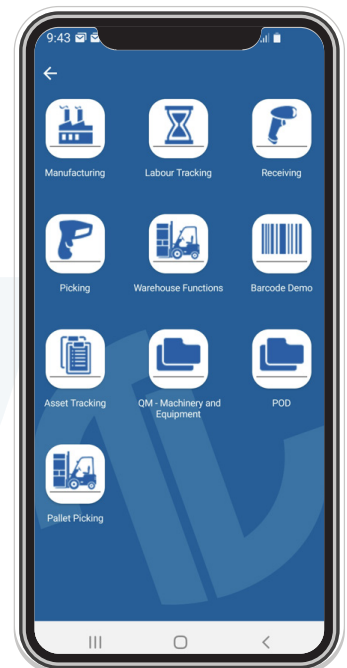 9:43
Manufacturing
Labour Tracking
Receiving
Picking
Warehouse Functions
Barcode Demo
Asset Tracking
QM - Machinery and
Equipment
POD
Pallet Picking